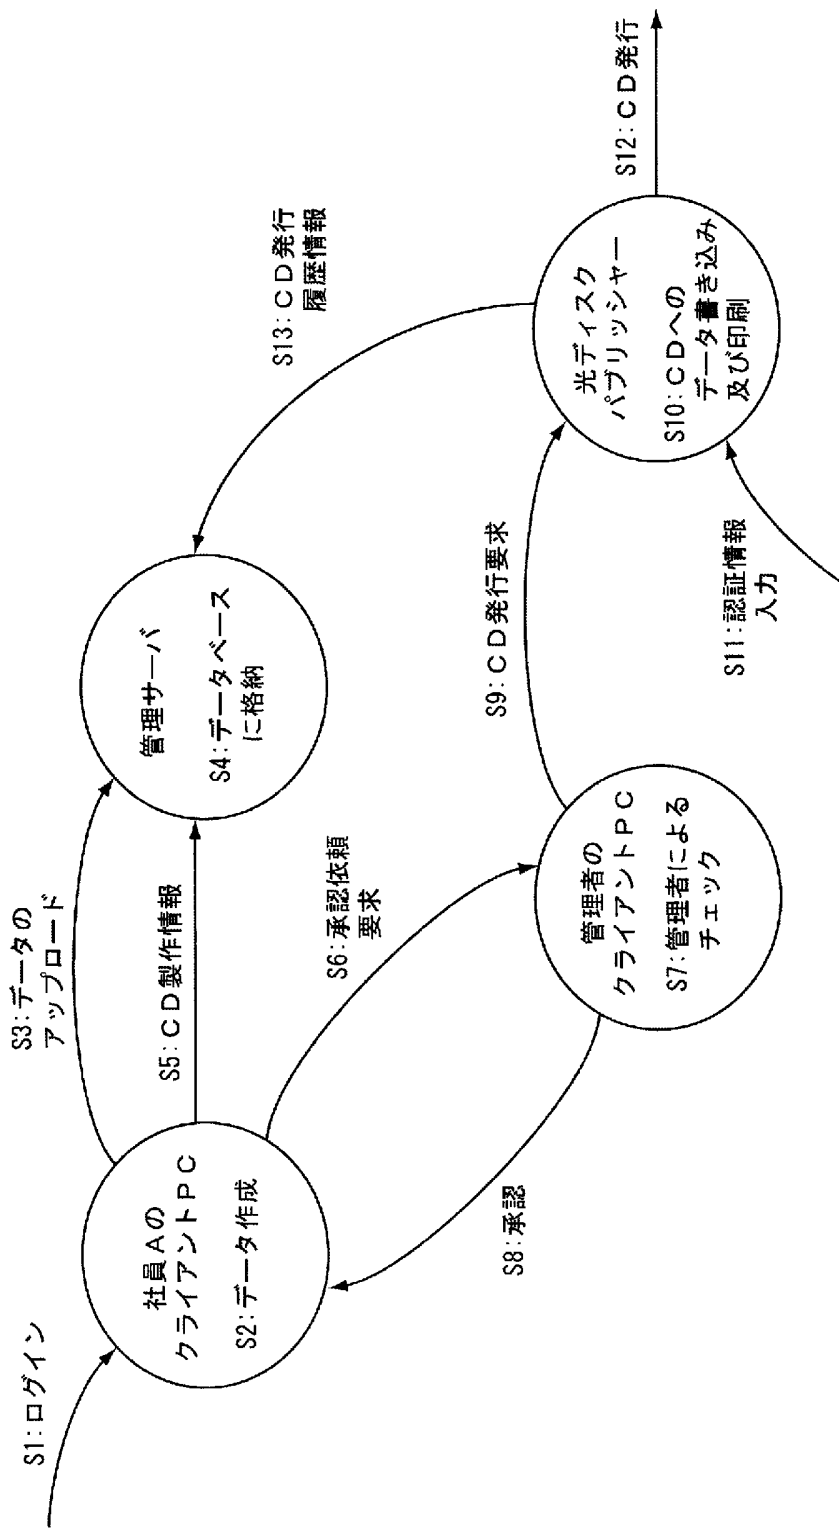 S1:ログイン
社員Aの
クライアントPC
S2:データ作成
S3:データの
アップロード
管理サーバ
S4:データベース
に格納
S5:CD製作情報
S6:承認依頼
要求
管理者の
クライアントPC
S7:管理者による
チェック
S8:承認
S9:CD発行要求
光ディスク
パブリッシャー
S10:CDへの
データ書き込み
及び印刷
S11:認証情報
入力
S12:CD発行
S13:CD発行
履歴情報